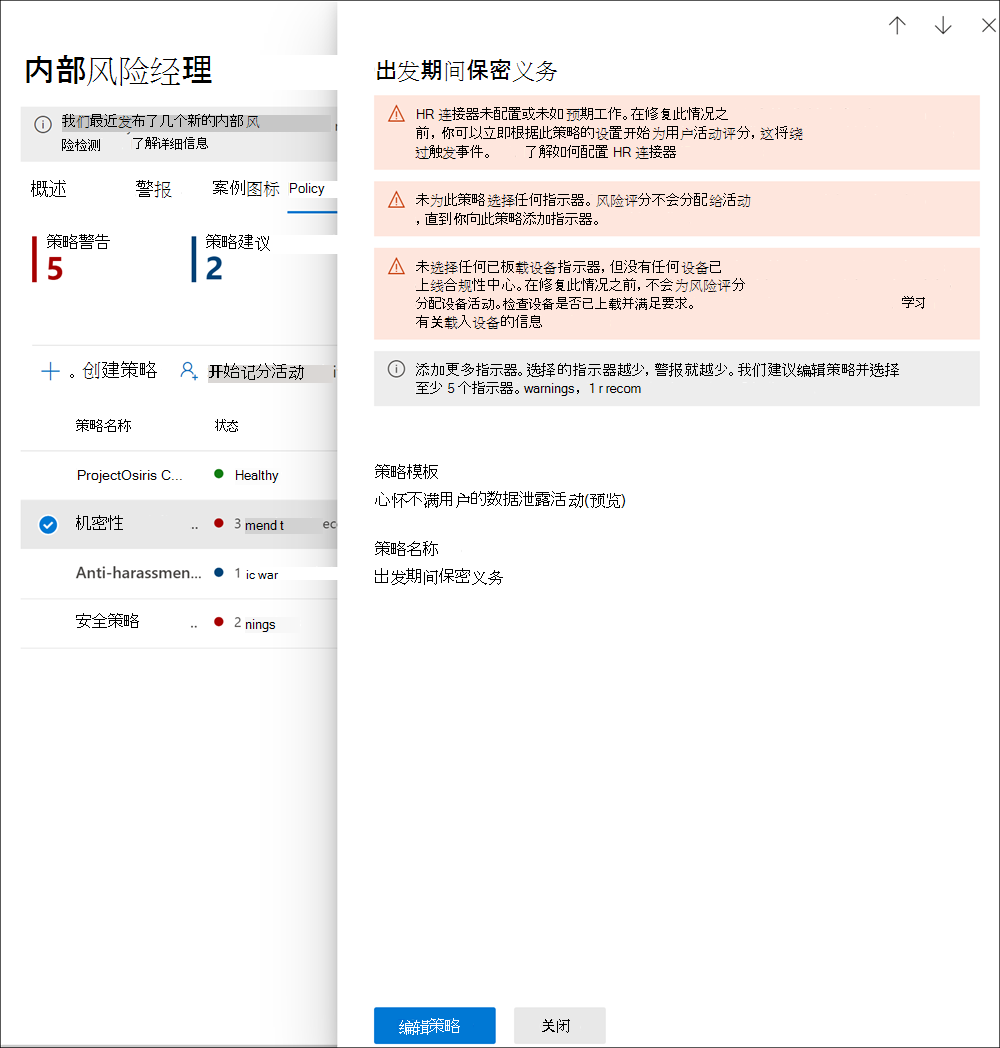 内部风险经理
我们最近发布了几个新的内部风
险检测 了解详细信息
概述 警报 案例图标 Policy
策略警告 策略建议
5 2
。创建策略 开始记分活动
策略名称 状态
ProjectOsiris C... Healthy
机密性 .. 3 mend t
Anti-harassmen... 1 ic war
安全策略 .. 2 nings
出发期间保密义务
HR 连接器未配置或未如预期工作。在修复此情况之
前，你可以立即根据此策略的设置开始为用户活动评分，这将绕
过触发事件。 了解如何配置 HR 连接器
未为此策略选择任何指示器。风险评分不会分配给活动
，直到你向此策略添加指示器。
未选择任何已板载设备指示器，但没有任何设备已
上线合规性中心。在修复此情况之前，不会为风险评分
分配设备活动。检查设备是否已上载并满足要求。 学习
有关载入设备的信息
添加更多指示器。选择的指示器越少，警报就越少。我们建议编辑策略并选择
至少 5 个指示器。warnings，1 r recom
策略模板
心怀不满用户的数据泄露活动(预览)
策略名称
出发期间保密义务
编辑策略 关闭